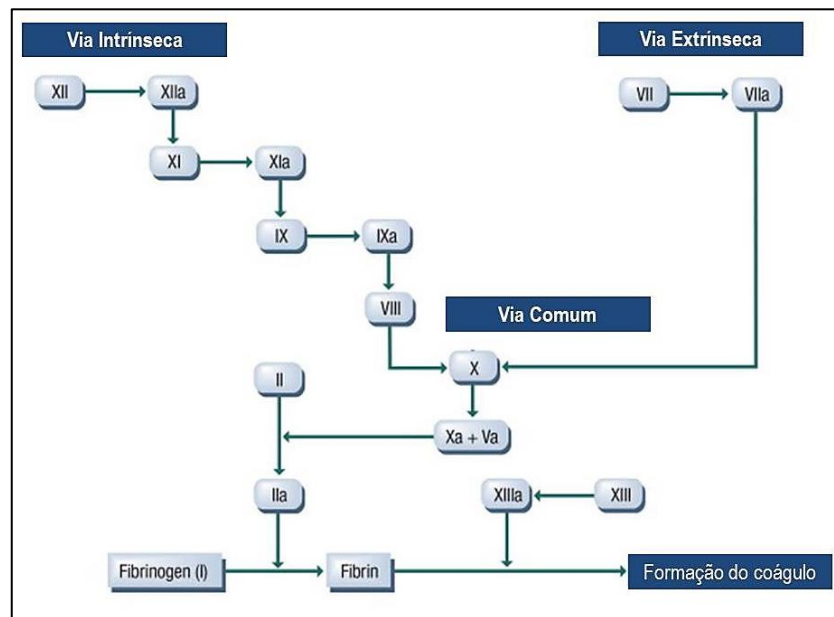 Via Intrínseca
Via Extrínseca
XII
XIIa
VII
VIIa
XI
XIa
IX
IXa
VIII
Via Comum
X
II
Xa + Va
IIa
XIIIa
XIII
Fibrinogen (I)
Fibrin
Formação do coágulo